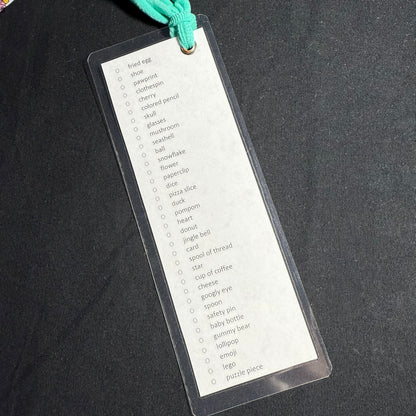 fried egg
shoe
pawprint
clothespin
cherry
colored pencil
skull
glasses
mushroom
seashell
ball
snowflake
flower
paperclip
dice
pizza slice
duck
pompom
heart
donut
jingle bell
card
spool of thread
star
cup of coffee
cheese
googly eye
spoon
safety pin
baby bottle
gummy bear
lollipop
emoji
lego
puzzle piece